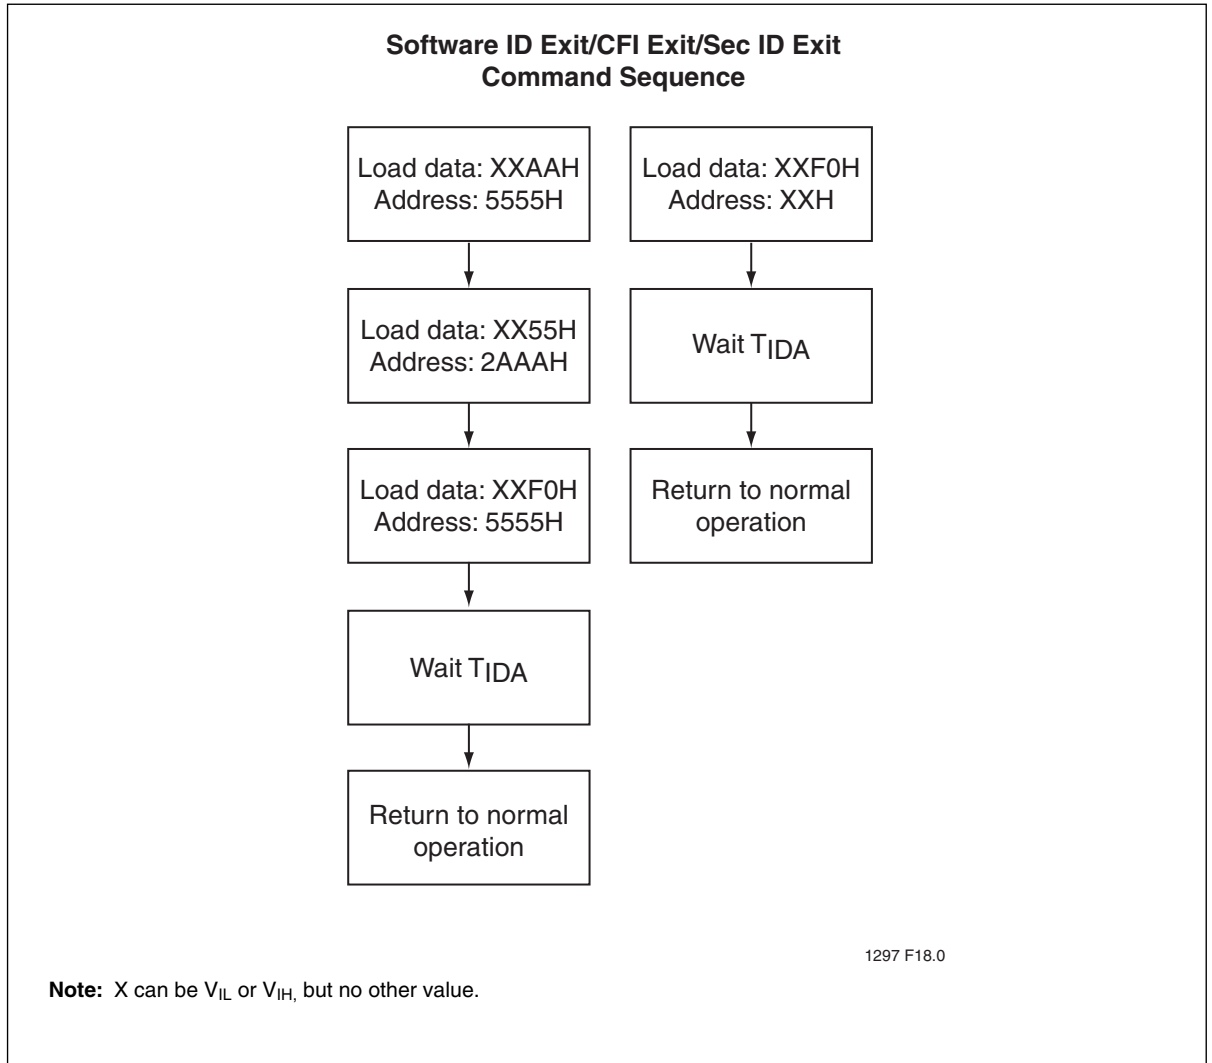 Software ID Exit/CFI Exit/Sec ID Exit
Command Sequence
Load data: XXAAH
Address: 5555H
Load data: XX55H
Address: 2AAAH
Load data: XXF0H
Address: 5555H
Wait TIDA
Return to normal
operation
Load data: XXF0H
Address: XXH
Wait TIDA
Return to normal
operation
1297 F18.0
Note: X can be VIL or VIH, but no other value.